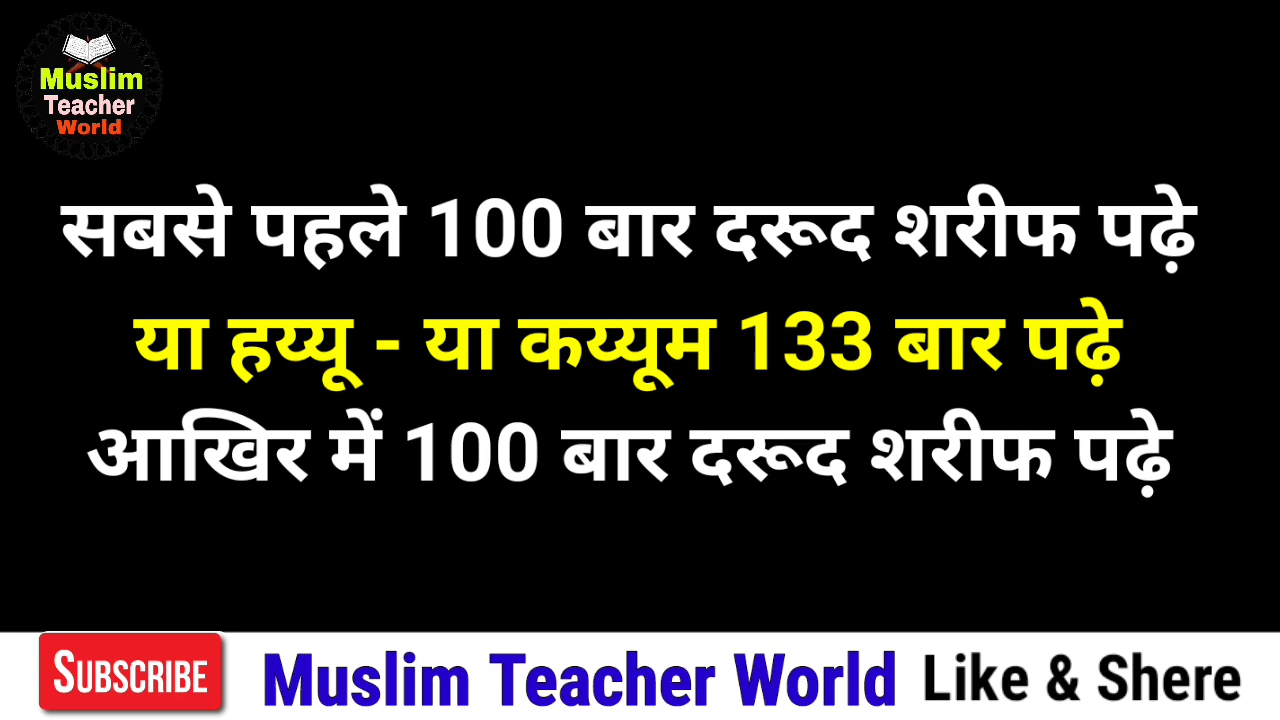 Muslim
Teacher
World
सबसे पहले 100 बार दरूद शरीफ पढ़े
या हय्यू - या कय्यूम 133 बार पढ़े
आखिर में 100 बार दरूद शरीफ पढ़े
SUBSCRIBE Muslim Teacher World Like & Shere